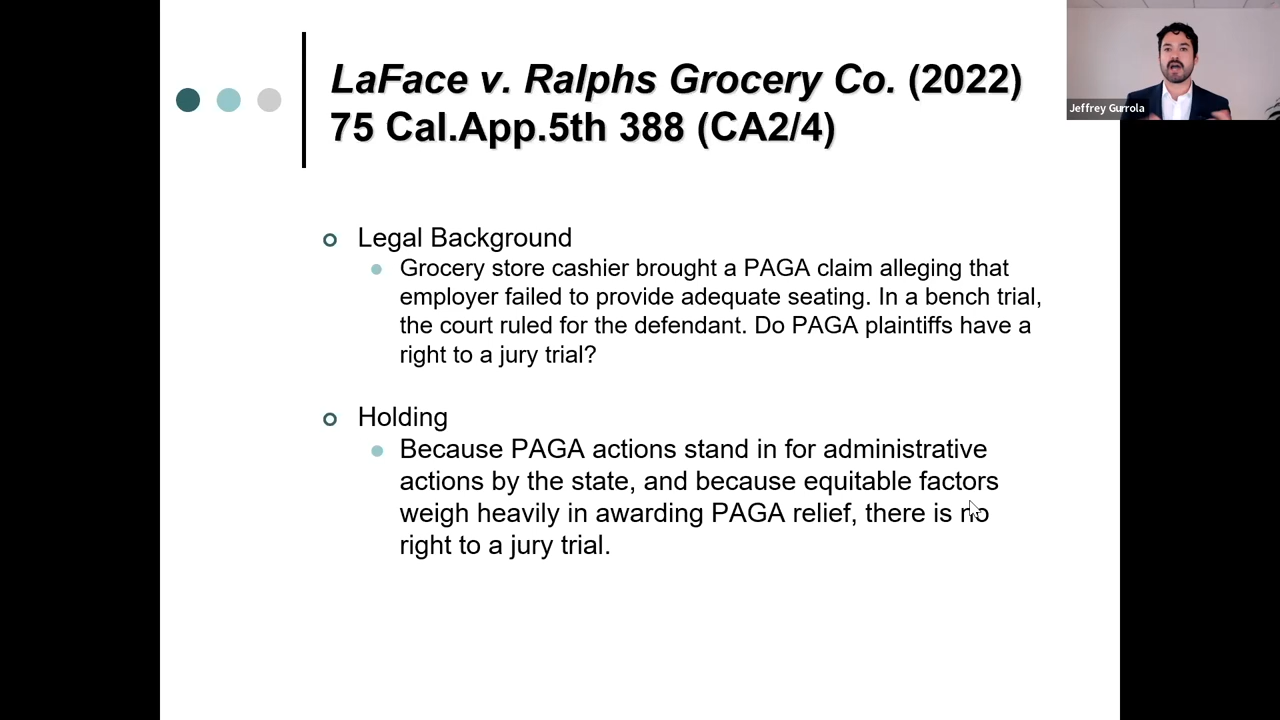 LaFace v. Ralphs Grocery Co. (2022)
75 Cal.App.5th 388 (CA2/4)
Jeffrey Gurrola
Legal Background
Grocery store cashier brought a PAGA claim alleging that
employer failed to provide adequate seating. In a bench trial,
the court ruled for the defendant. Do PAGA plaintiffs have a
right to a jury trial?
Holding
Because PAGA actions stand in for administrative
actions by the state, and because equitable factors
weigh heavily in awarding PAGA relief, there is no
right to a jury trial.